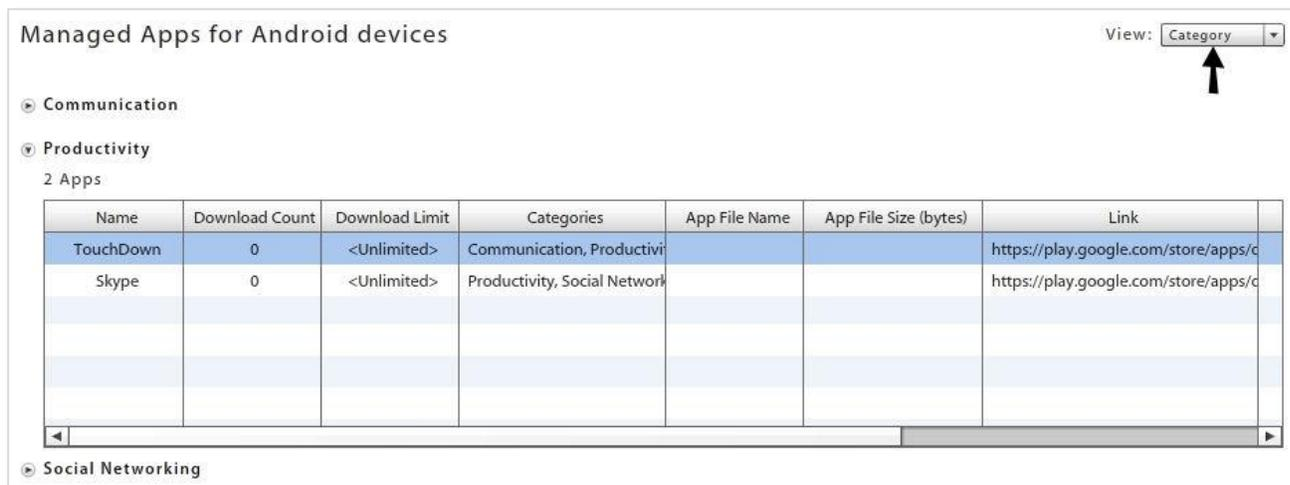 Managed Apps for Android devices View: Category
Communication
Productivity
2 Apps
Name Download Count Download Limit Categories App File Name App File Size (bytes) Link
TouchDown 0 <Unlimited> Communication, Productivi https://play.google.com/store/apps/
Skype 0 <Unlimited> Productivity, Social Network https://play.google.com/store/apps/
Social Networking